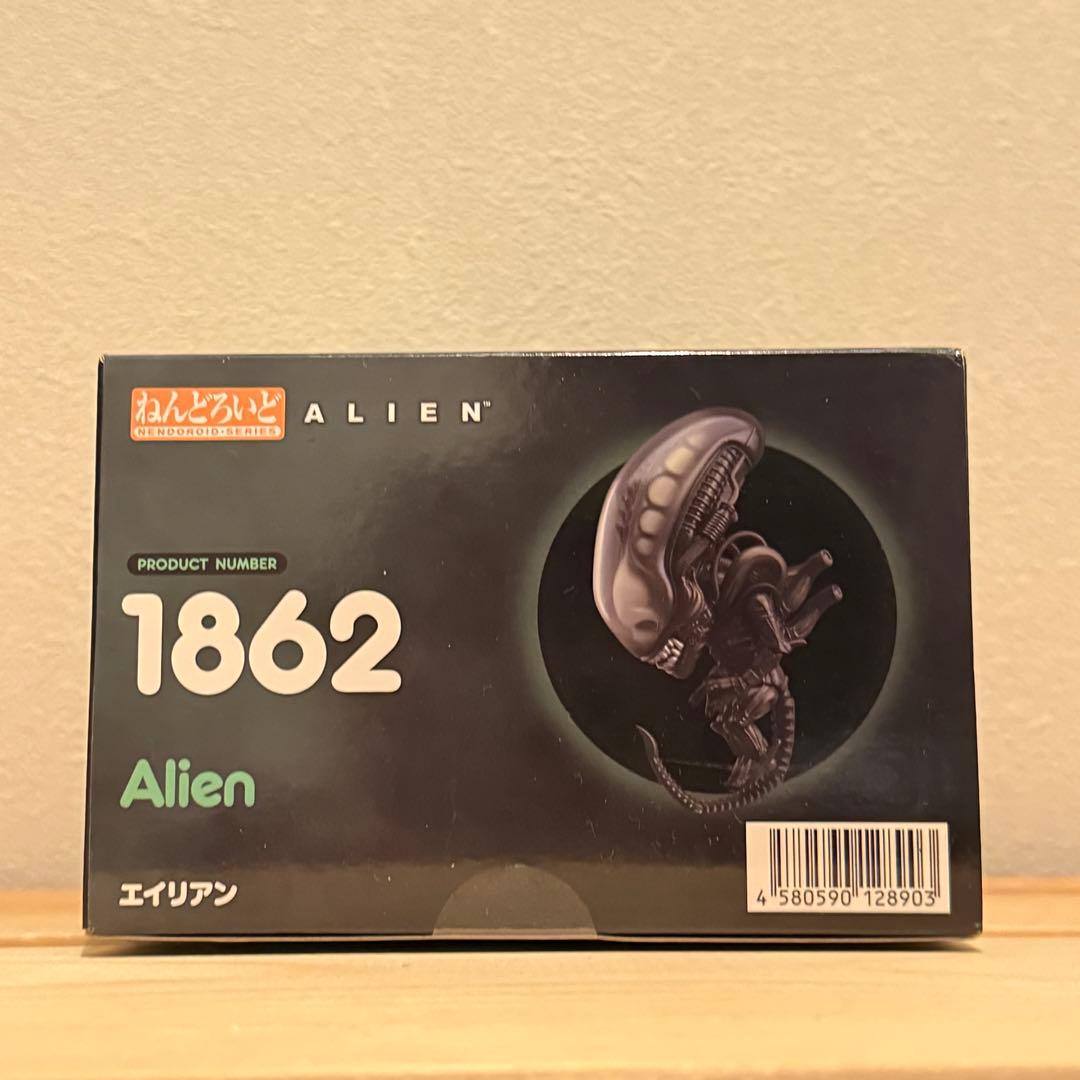 ねんどろいど
NENDOROID・SERIES
ALIEN™
PRODUCT NUMBER
1862
Alien
エイリアン
4 580590 128903